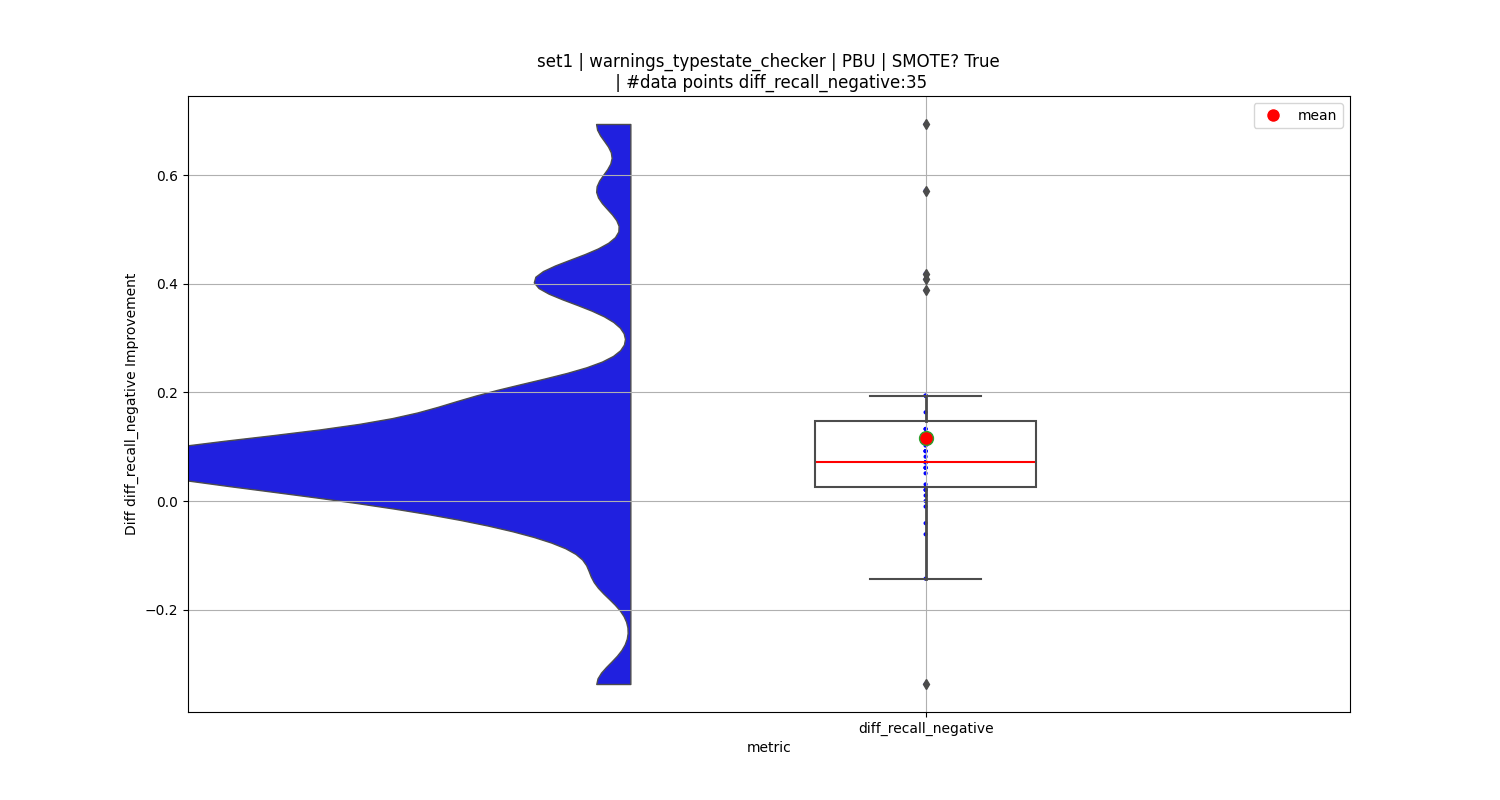 set1 | warnings_typestate_checker | PBU | SMOTE? True
| #data points diff_recall_negative:35
mean
0.6
0.4
0.2
0.0
−0.2
Diff diff_recall_negative Improvement
diff_recall_negative
metric